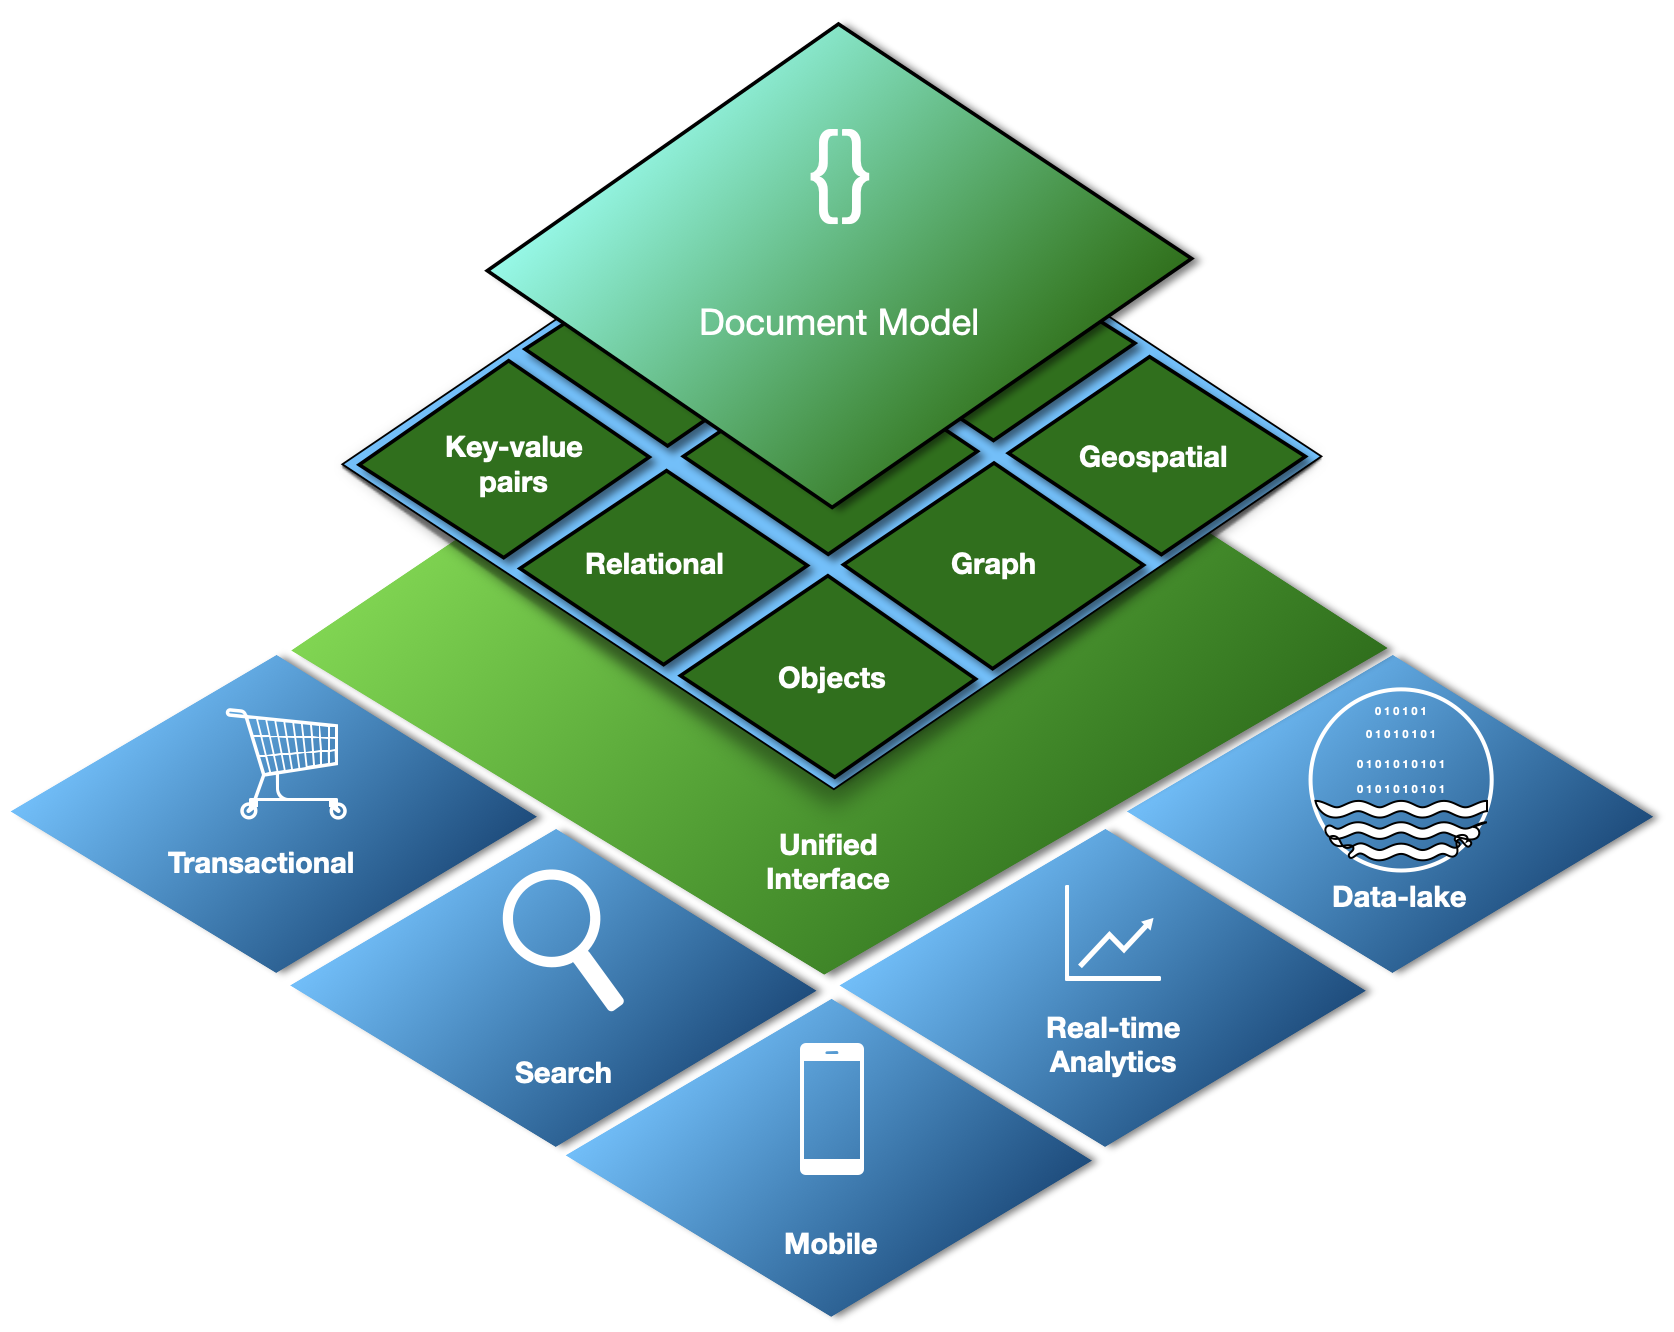 {}
Document Model
Key-value
pairs
Geospatial
Relational
Graph
Objects
Unified
Interface
Transactional
010101
01010101
0101010101
0101010101
Data-lake
Search
Real-time
Analytics
Mobile